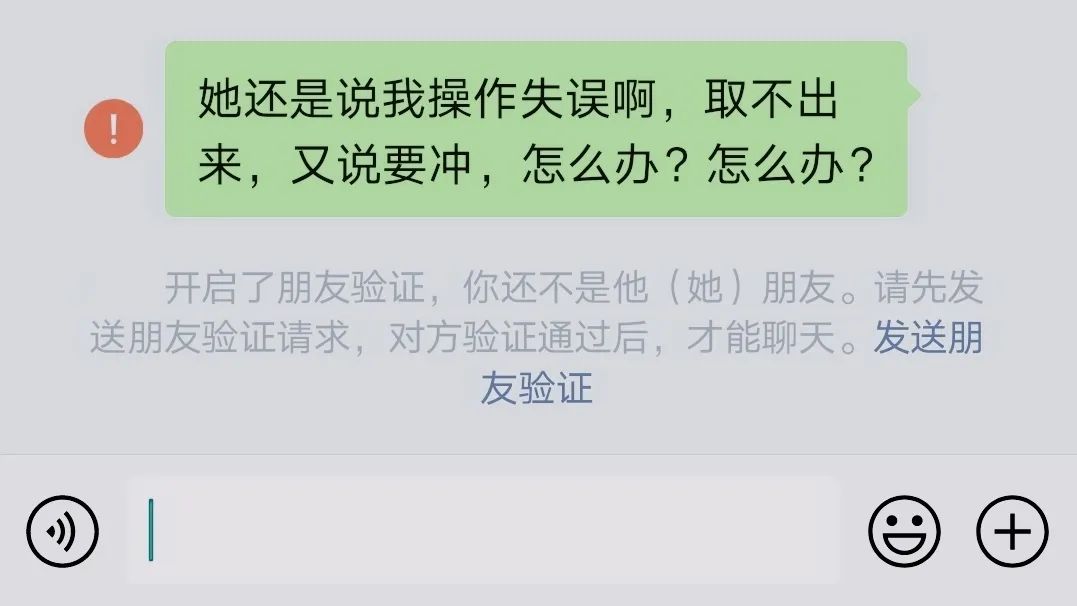 她还是说我操作失误啊，取不出
来，又说要冲，怎么办？怎么办？
开启了朋友验证，你还不是他（她）朋友。请先发
送朋友验证请求，对方验证通过后，才能聊天。发送朋
友验证